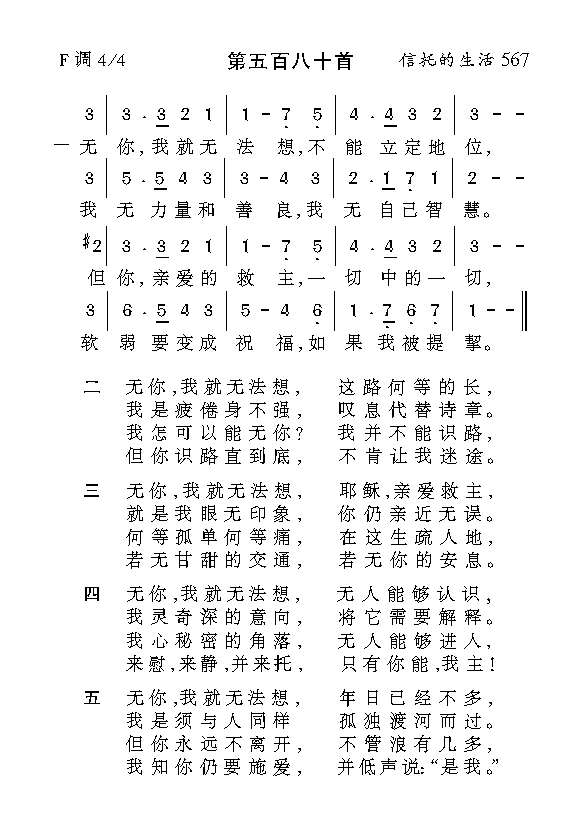 F调 4/4 第五百八十首 信托的生活 567
3 | 3 . 3 2 1 | 1 - 7 5 | 4 . 4 3 2 | 3 - -
一 无 你,我就无法想,不能立定地位,
3 | 5 . 5 4 3 | 3 - 4 3 | 2 . 1 7 1 | 2 - -
我无力量和善良,我无自己智慧。
#2 | 3 . 3 2 1 | 1 - 7 5 | 4 . 4 3 2 | 3 - -
但你,亲爱的救主,一切中的一切,
3 | 6 . 5 4 3 | 5 - 4 6 | 1 . 7 6 7 | 1 - - ‖
软弱要变成祝福,如果我被提挈。
二 无你,我就无法想, 这路何等的长,
我是疲倦身不强, 叹息代替诗章。
我怎可以能无你? 我并不能识路,
但你识路直到底, 不肯让我迷途。
三 无你,我就无法想, 耶稣,亲爱救主,
就是我眼无印象, 你仍亲近无误。
何等孤单何等痛, 在这生疏人地,
若无甘甜的交通, 若无你的安息。
四 无你,我就无法想, 无人能够认识,
我灵奇深的意向, 将它需要解释。
我心秘密的角落, 无人能够进人,
来慰,来静,并来托, 只有你能,我主!
五 无你,我就无法想, 年日已经不多,
我是须与人同样 孤独渡河而过。
但你永远不离开, 不管浪有几多,
我知你仍要施爱, 并低声说:“是我。”